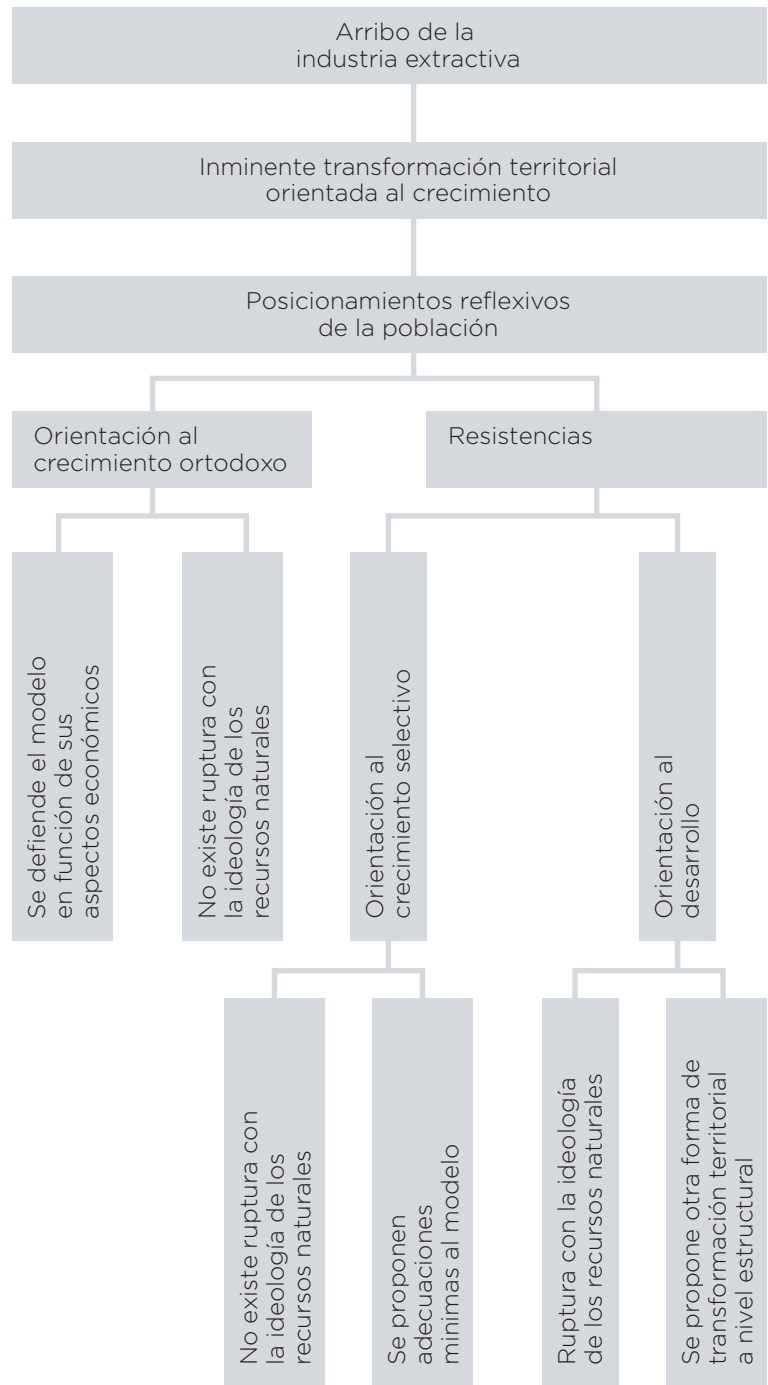 Arribo de la
industria extractiva
Inminente transformación territorial
orientada al crecimiento
Posicionamientos reflexivos
de la población
Orientación al
crecimiento ortodoxo
Resistencias
Se defiende el modelo
en función de sus
aspectos económicos
No existe ruptura con
la ideología de los
recursos naturales
Orientación al
crecimiento selectivo
Orientación al
desarrollo
No existe ruptura con
la ideología de los
recursos naturales
Se proponen
adecuaciones
minimas al modelo
Ruptura con la ideología
de los recursos naturales
Se propone otra forma de
transformación territorial
a nivel estructural